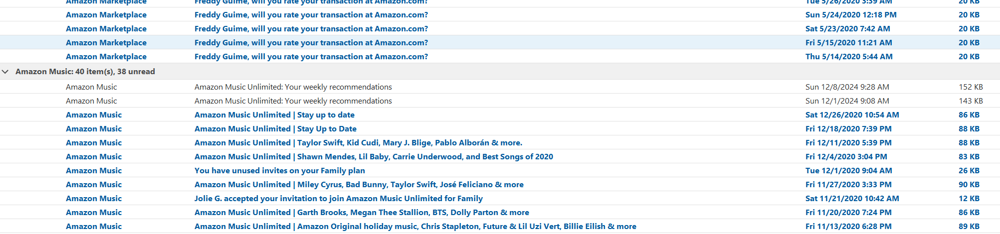 Amazon Marketplace Freddy Guime, will you rate your transaction at Amazon.com? Tue 5/26/2020 3:39 AM 20 KB
Amazon Marketplace Freddy Guime, will you rate your transaction at Amazon.com? Sun 5/24/2020 12:18 PM 20 KB
Amazon Marketplace Freddy Guime, will you rate your transaction at Amazon.com? Sat 5/23/2020 7:42 AM 20 KB
Amazon Marketplace Freddy Guime, will you rate your transaction at Amazon.com? Fri 5/15/2020 11:21 AM 20 KB
Amazon Marketplace Freddy Guime, will you rate your transaction at Amazon.com? Thu 5/14/2020 5:44 AM 20 KB
Amazon Music: 40 item(s), 38 unread
Amazon Music Amazon Music Unlimited: Your weekly recommendations Sun 12/8/2024 9:28 AM 152 KB
Amazon Music Amazon Music Unlimited: Your weekly recommendations Sun 12/1/2024 9:08 AM 143 KB
Amazon Music Amazon Music Unlimited | Stay up to date Sat 12/26/2020 10:54 AM 86 KB
Amazon Music Amazon Music Unlimited | Stay Up to Date Fri 12/18/2020 7:39 PM 88 KB
Amazon Music Amazon Music Unlimited | Taylor Swift, Kid Cudi, Mary J. Blige, Pablo Alborán & more. Fri 12/11/2020 5:39 PM 88 KB
Amazon Music Amazon Music Unlimited | Shawn Mendes, Lil Baby, Carrie Underwood, and Best Songs of 2020 Fri 12/4/2020 3:04 PM 83 KB
Amazon Music You have unused invites on your Family plan Tue 12/1/2020 9:04 AM 26 KB
Amazon Music Amazon Music Unlimited | Miley Cyrus, Bad Bunny, Taylor Swift, José Feliciano & more Fri 11/27/2020 3:33 PM 90 KB
Amazon Music Jolie G. accepted your invitation to join Amazon Music Unlimited for Family Sat 11/21/2020 10:42 AM 12 KB
Amazon Music Amazon Music Unlimited | Garth Brooks, Megan Thee Stallion, BTS, Dolly Parton & more Fri 11/20/2020 7:24 PM 86 KB
Amazon Music Amazon Music Unlimited | Amazon Original holiday music, Chris Stapleton, Future & Lil Uzi Vert, Billie Eilish & more Fri 11/13/2020 6:28 PM 89 KB